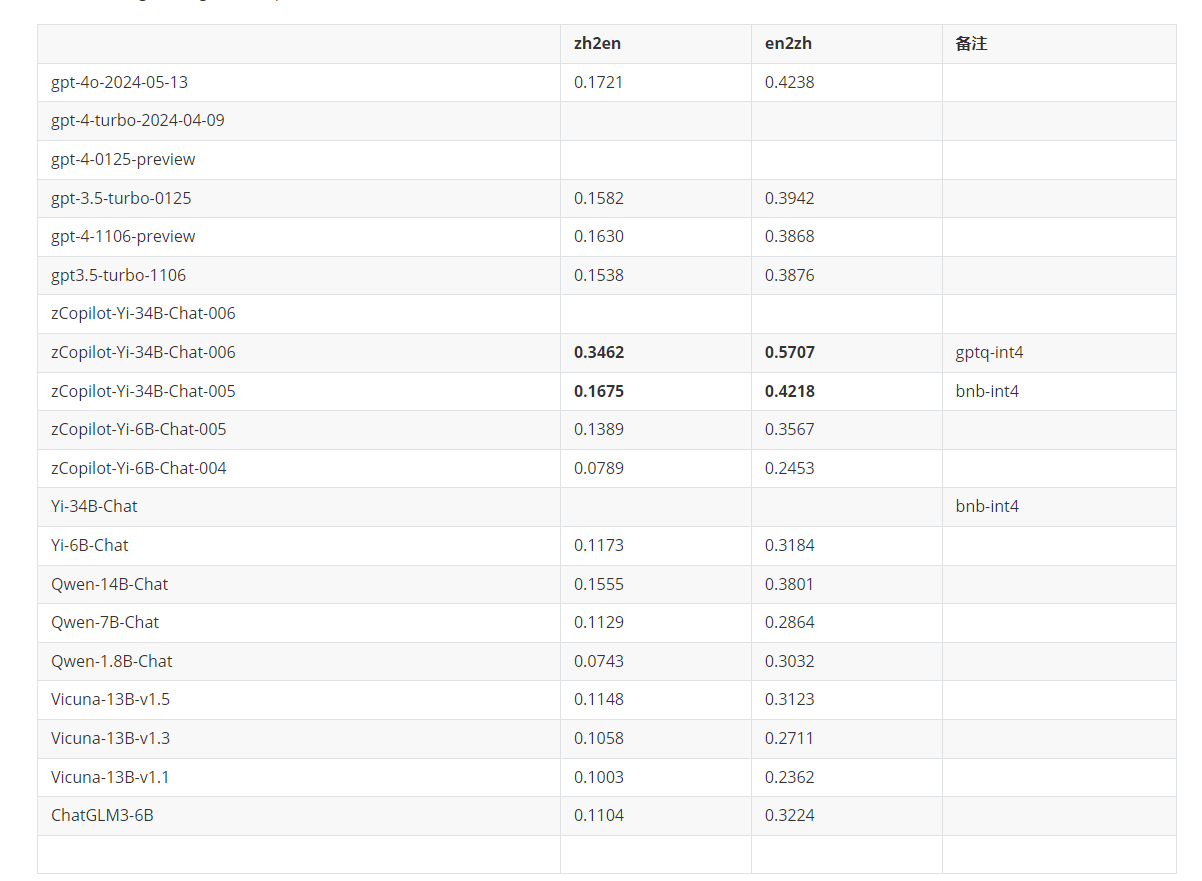 zh2en en2zh 备注
gpt-4o-2024-05-13 0.1721 0.4238
gpt-4-turbo-2024-04-09
gpt-4-0125-preview
gpt-3.5-turbo-0125 0.1582 0.3942
gpt-4-1106-preview 0.1630 0.3868
gpt3.5-turbo-1106 0.1538 0.3876
zCopilot-Yi-34B-Chat-006
zCopilot-Yi-34B-Chat-006 0.3462 0.5707 gptq-int4
zCopilot-Yi-34B-Chat-005 0.1675 0.4218 bnb-int4
zCopilot-Yi-6B-Chat-005 0.1389 0.3567
zCopilot-Yi-6B-Chat-004 0.0789 0.2453
Yi-34B-Chat bnb-int4
Yi-6B-Chat 0.1173 0.3184
Qwen-14B-Chat 0.1555 0.3801
Qwen-7B-Chat 0.1129 0.2864
Qwen-1.8B-Chat 0.0743 0.3032
Vicuna-13B-v1.5 0.1148 0.3123
Vicuna-13B-v1.3 0.1058 0.2711
Vicuna-13B-v1.1 0.1003 0.2362
ChatGLM3-6B 0.1104 0.3224